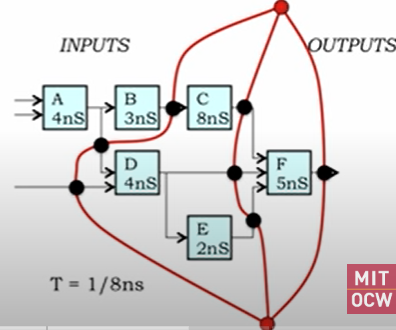 INPUTS
OUTPUTS
A
4nS
B
3nS
C
8nS
D
4nS
F
5nS
E
2nS
T = 1/8ns
MIT
OCW